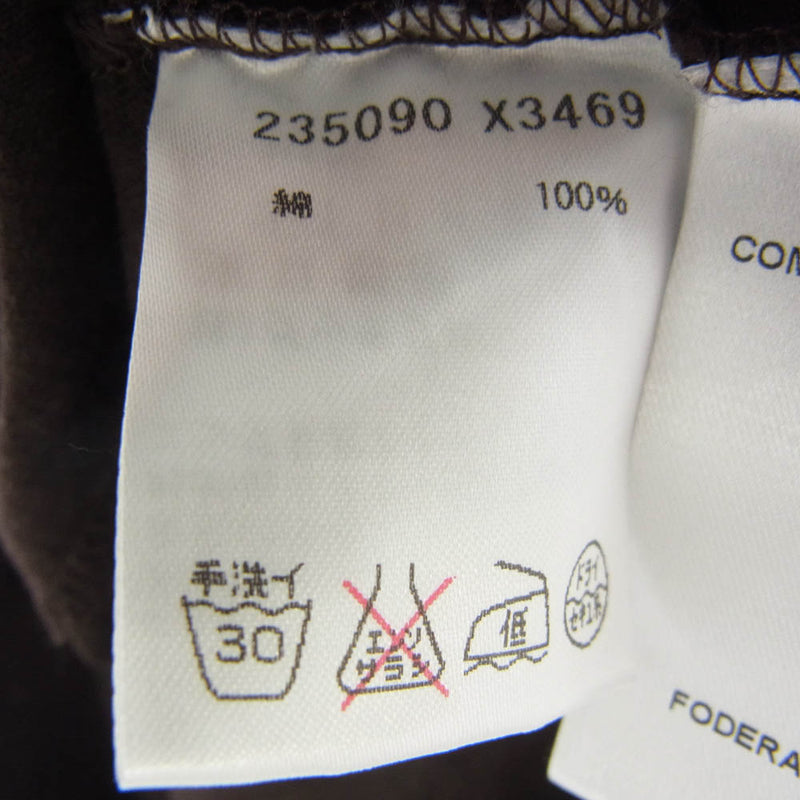 235090 X3469
綿 100%
COM
手洗イ
30
エンソ
サラシ
低
ドライ
セキユ系
FODERA